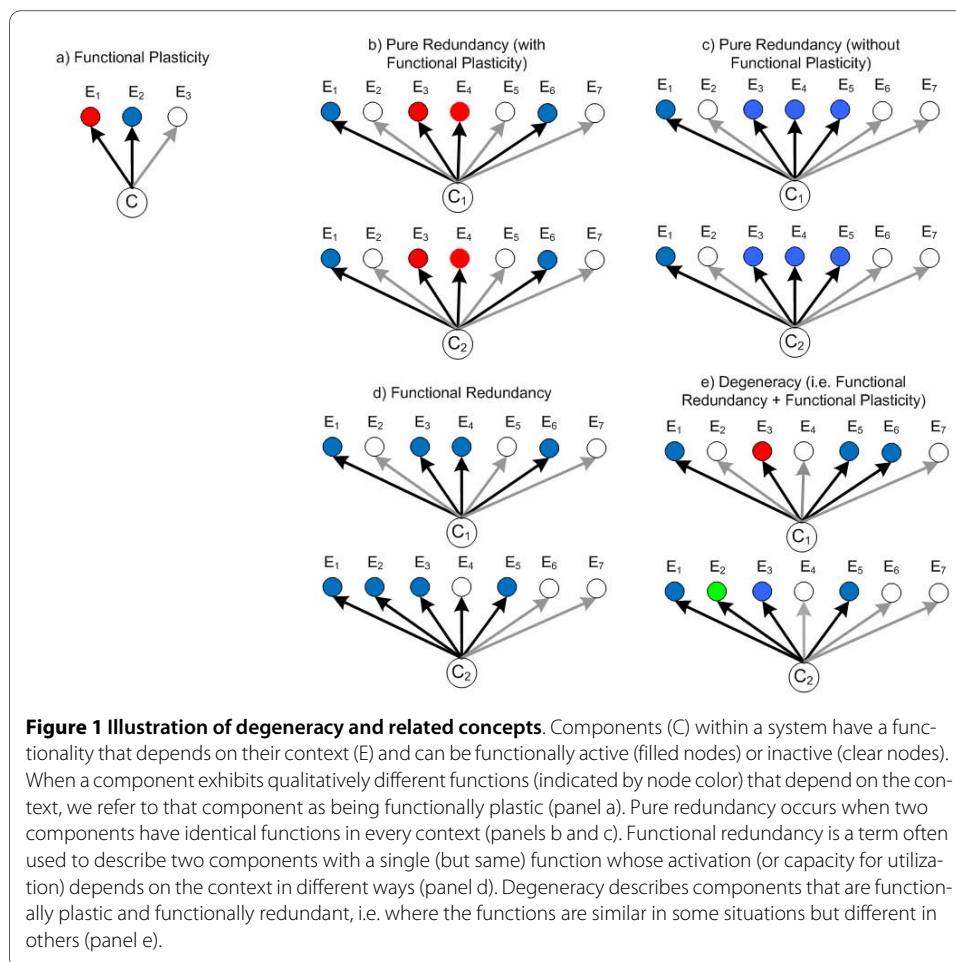 a) Functional Plasticity
E₁ E₂ E₃
C
b) Pure Redundancy (with
Functional Plasticity)
E₁ E₂ E₃ E₄ E₅ E₆ E₇
C₁
E₁ E₂ E₃ E₄ E₅ E₆ E₇
C₂
c) Pure Redundancy (without
Functional Plasticity)
E₁ E₂ E₃ E₄ E₅ E₆ E₇
C₁
E₁ E₂ E₃ E₄ E₅ E₆ E₇
C₂
d) Functional Redundancy
E₁ E₂ E₃ E₄ E₅ E₆ E₇
C₁
E₁ E₂ E₃ E₄ E₅ E₆ E₇
C₂
e) Degeneracy (i.e. Functional
Redundancy + Functional Plasticity)
E₁ E₂ E₃ E₄ E₅ E₆ E₇
C₁
E₁ E₂ E₃ E₄ E₅ E₆ E₇
C₂
Figure 1 Illustration of degeneracy and related concepts. Components (C) within a system have a func-
tionality that depends on their context (E) and can be functionally active (filled nodes) or inactive (clear nodes).
When a component exhibits qualitatively different functions (indicated by node color) that depend on the con-
text, we refer to that component as being functionally plastic (panel a). Pure redundancy occurs when two
components have identical functions in every context (panels b and c). Functional redundancy is a term often
used to describe two components with a single (but same) function whose activation (or capacity for utiliza-
tion) depends on the context in different ways (panel d). Degeneracy describes components that are function-
ally plastic and functionally redundant, i.e. where the functions are similar in some situations but different in
others (panel e).